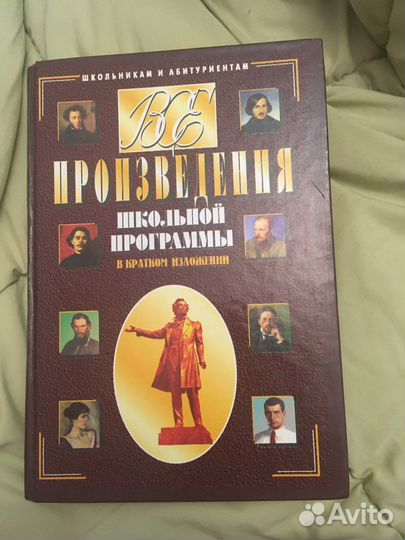 ШКОЛЬНИКАМ И АБИТУРИЕНТАМ
ВСЕ
ПРОИЗВЕДЕНИЯ
ШКОЛЬНОЙ
ПРОГРАММЫ
В КРАТКОМ ИЗЛОЖЕНИИ
Avito